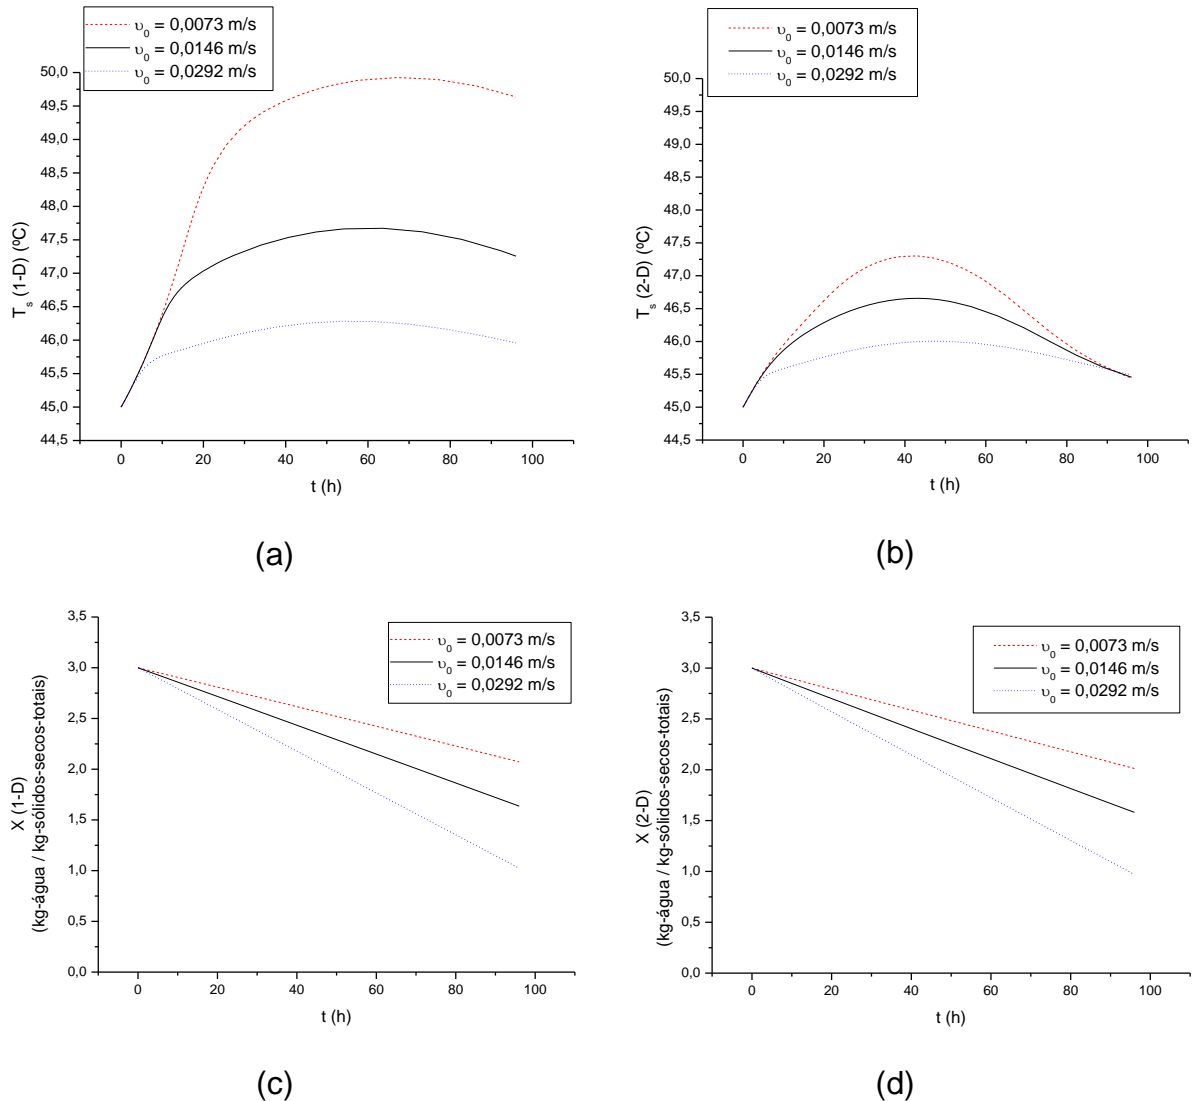 υ0 = 0,0073 m/s
υ0 = 0,0146 m/s
υ0 = 0,0292 m/s
50,0
49,5
49,0
48,5
48,0
47,5
47,0
46,5
46,0
45,5
45,0
44,5
Ts (1-D) (ºC)
0 20 40 60 80 100
t (h)
(a)
υ0 = 0,0073 m/s
υ0 = 0,0146 m/s
υ0 = 0,0292 m/s
50,0
49,5
49,0
48,5
48,0
47,5
47,0
46,5
46,0
45,5
45,0
44,5
Ts (2-D) (ºC)
0 20 40 60 80 100
t (h)
(b)
υ0 = 0,0073 m/s
υ0 = 0,0146 m/s
υ0 = 0,0292 m/s
3,5
3,0
2,5
2,0
1,5
1,0
0,5
0,0
X (1-D)
(kg-água / kg-sólidos-secos-totais)
0 20 40 60 80 100
t (h)
(c)
υ0 = 0,0073 m/s
υ0 = 0,0146 m/s
υ0 = 0,0292 m/s
3,5
3,0
2,5
2,0
1,5
1,0
0,5
0,0
X (2-D)
(kg-água / kg-sólidos-secos-totais)
0 20 40 60 80 100
t (h)
(d)